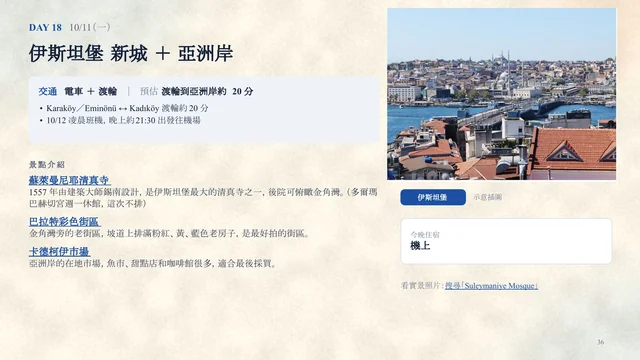 DAY 18 10/11(一)
伊斯坦堡 新城 ＋ 亞洲岸
交通 電車 ＋ 渡輪 ｜ 預估 渡輪到亞洲岸約 20 分
• Karaköy／Eminönü ↔ Kadıköy 渡輪約 20 分
• 10/12 凌晨班機, 晚上約 21:30 出發往機場
景點介紹
蘇萊曼尼耶清真寺
1557 年由建築大師錫南設計, 是伊斯坦堡最大的清真寺之一, 後院可俯瞰金角灣。（多爾瑪
巴赫切宮週一休館, 這次不排）
巴拉特彩色街區
金角灣旁的老街區, 坡道上排滿粉紅、黃、藍色老房子, 是最好拍的街區。
卡德柯伊市場
亞洲岸的在地市場, 魚市、甜點店和咖啡館很多, 適合最後採買。
伊斯坦堡 示意插圖
今晚住宿
機上
看實景照片: 搜尋「Suleymaniye Mosque」
36